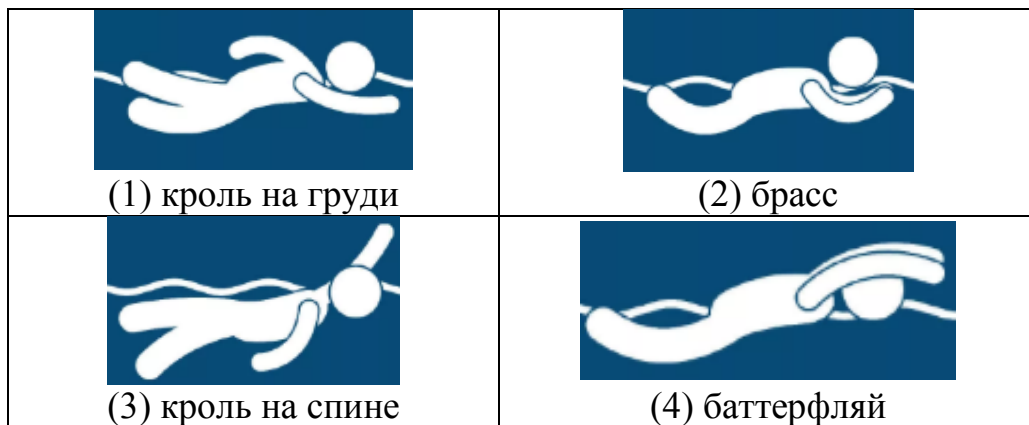 (1) кроль на груди
(2) брасс
(3) кроль на спине
(4) баттерфляй